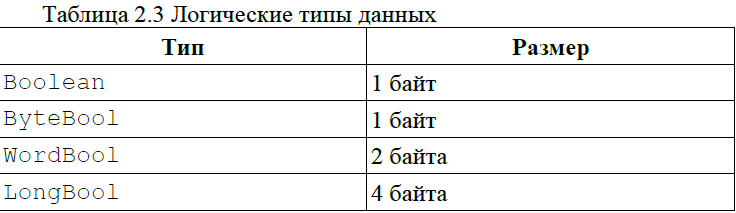 Таблица 2.3 Логические типы данных
Тип Размер
Boolean 1 байт
ByteBool 1 байт
WordBool 2 байта
LongBool 4 байта